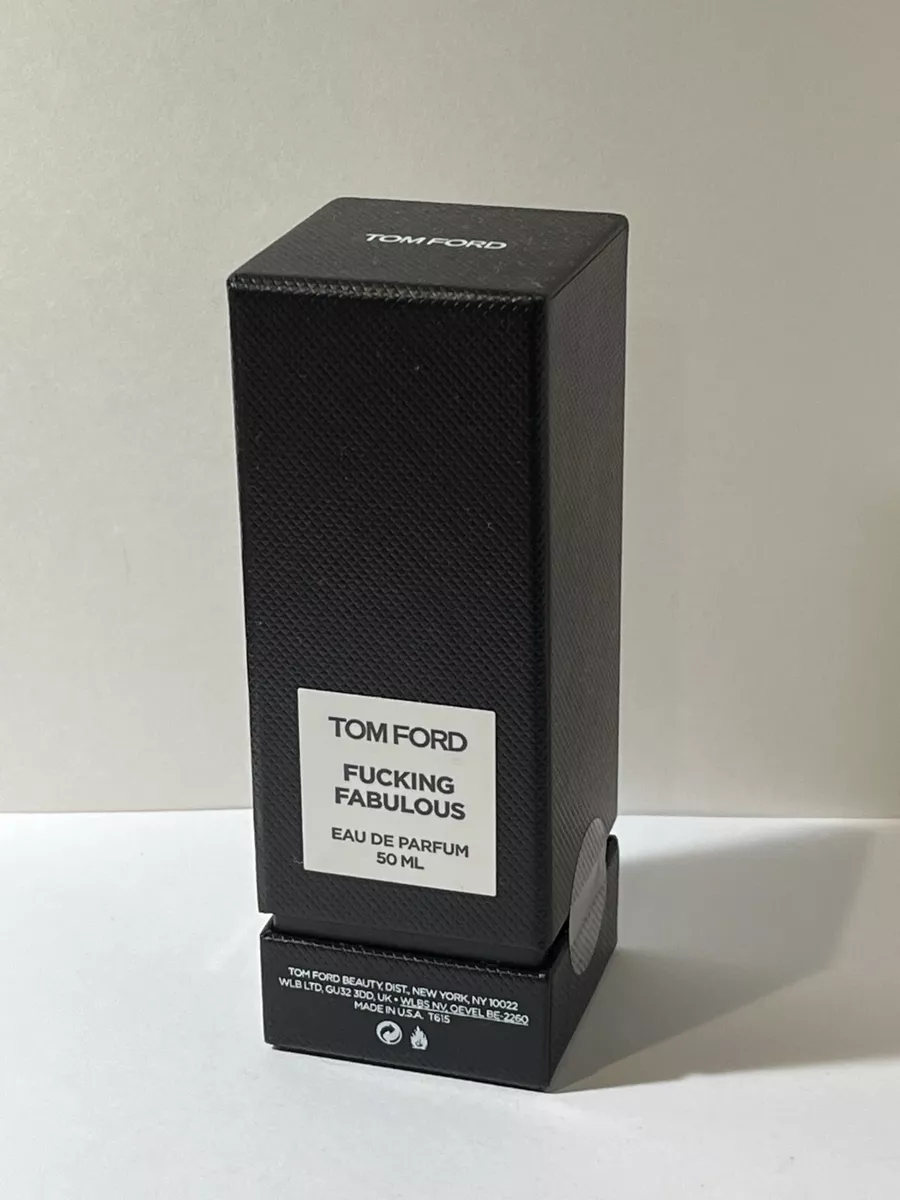 TOM FORD
TOM FORD
FUCKING
FABULOUS
EAU DE PARFUM
50 ML
TOM FORD BEAUTY, DIST., NEW YORK, NY 10022
WLB LTD, GU32 3DD, UK • WLBS NV, OEVEL BE-2260
MADE IN U.S.A. T615